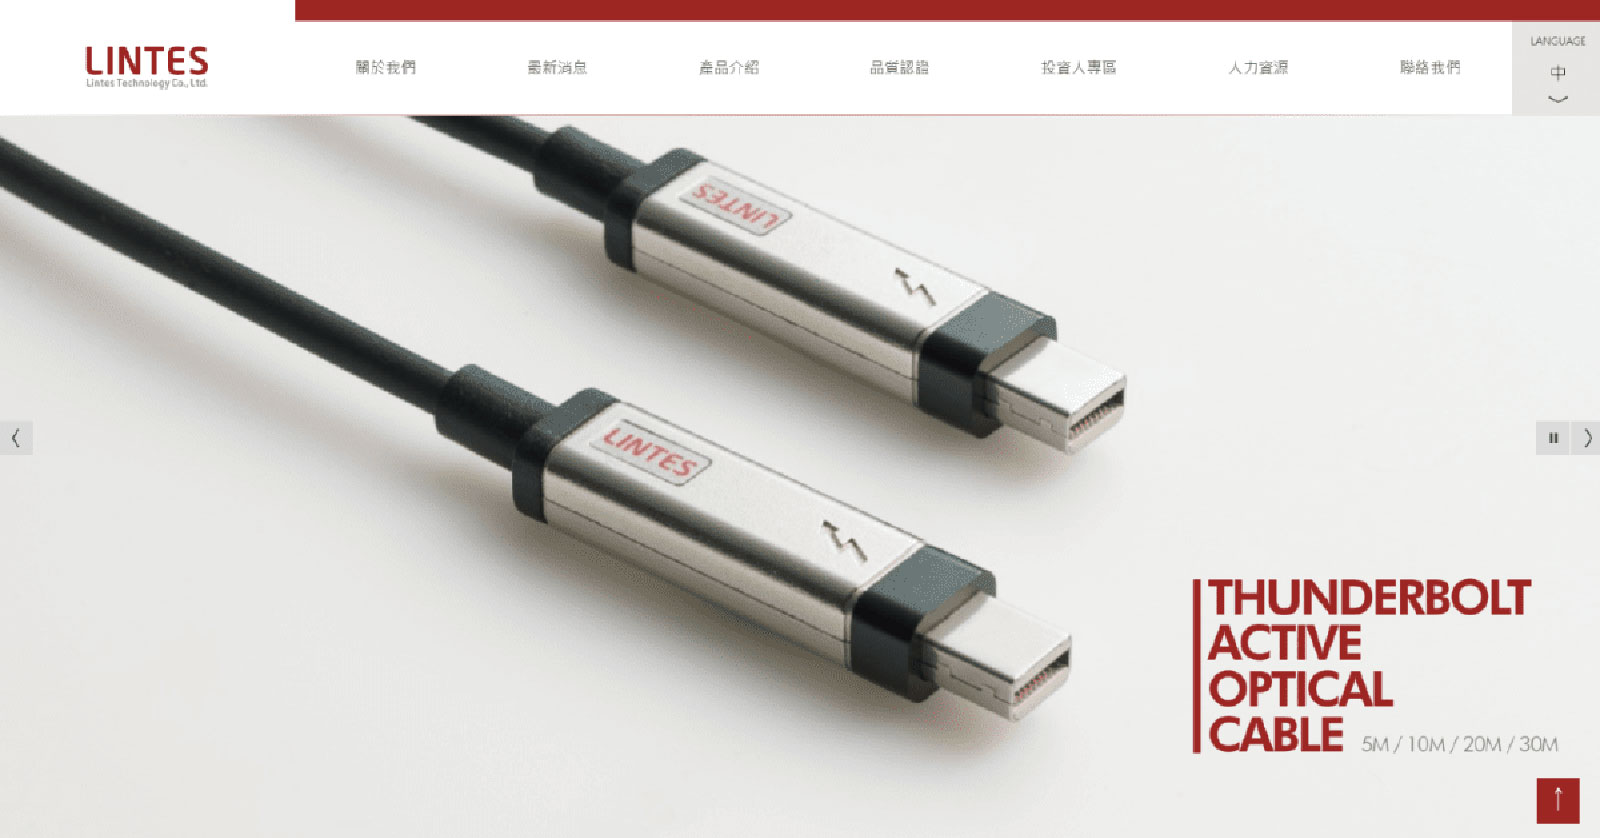 LINTES
Lintes Technology Co., Ltd.
關於我們
最新消息
產品介紹
品質認證
投資人專區
人力資源
聯絡我們
LANGUAGE
中
LINTES
LINTES
THUNDERBOLT
ACTIVE
OPTICAL
CABLE 5M / 10M / 20M / 30M